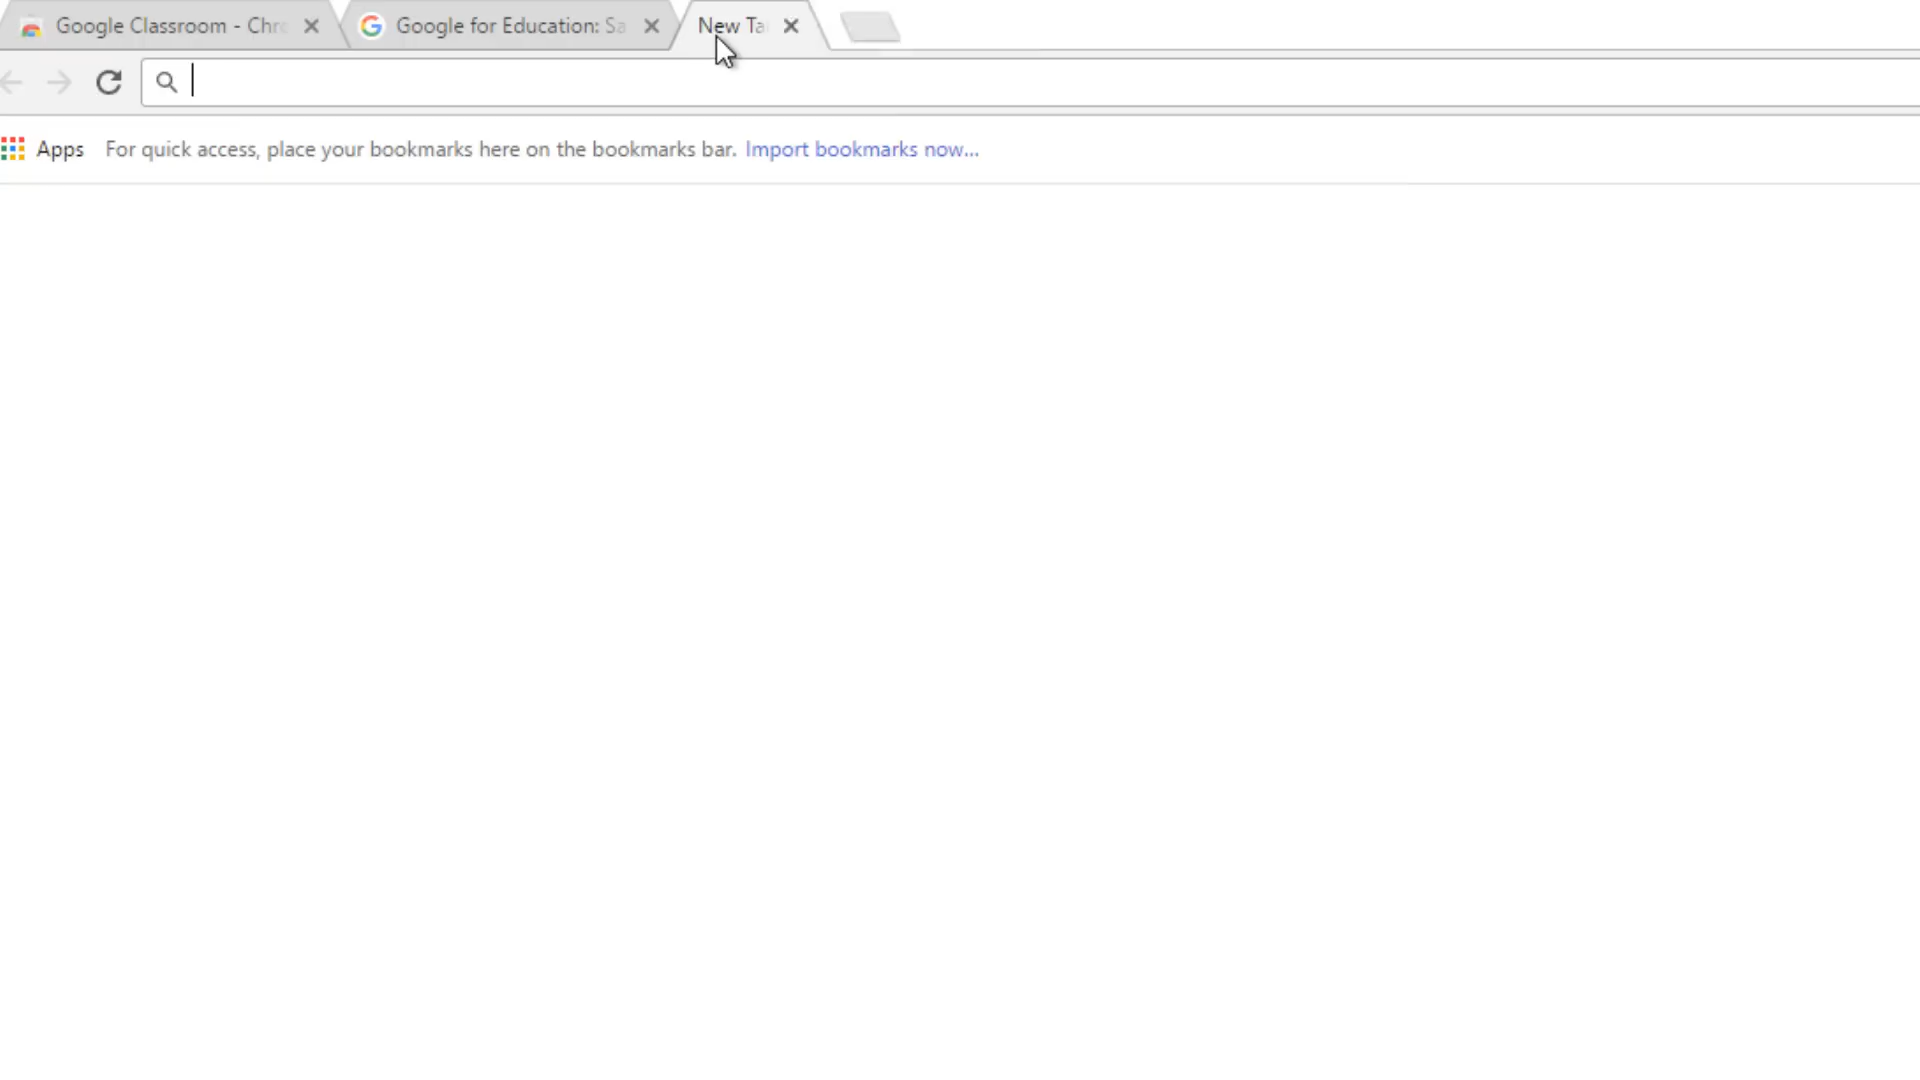 Google Classroom - Chr
Google for Education: Sa
New Ta
Apps For quick access, place your bookmarks here on the bookmarks bar. Import bookmarks now...